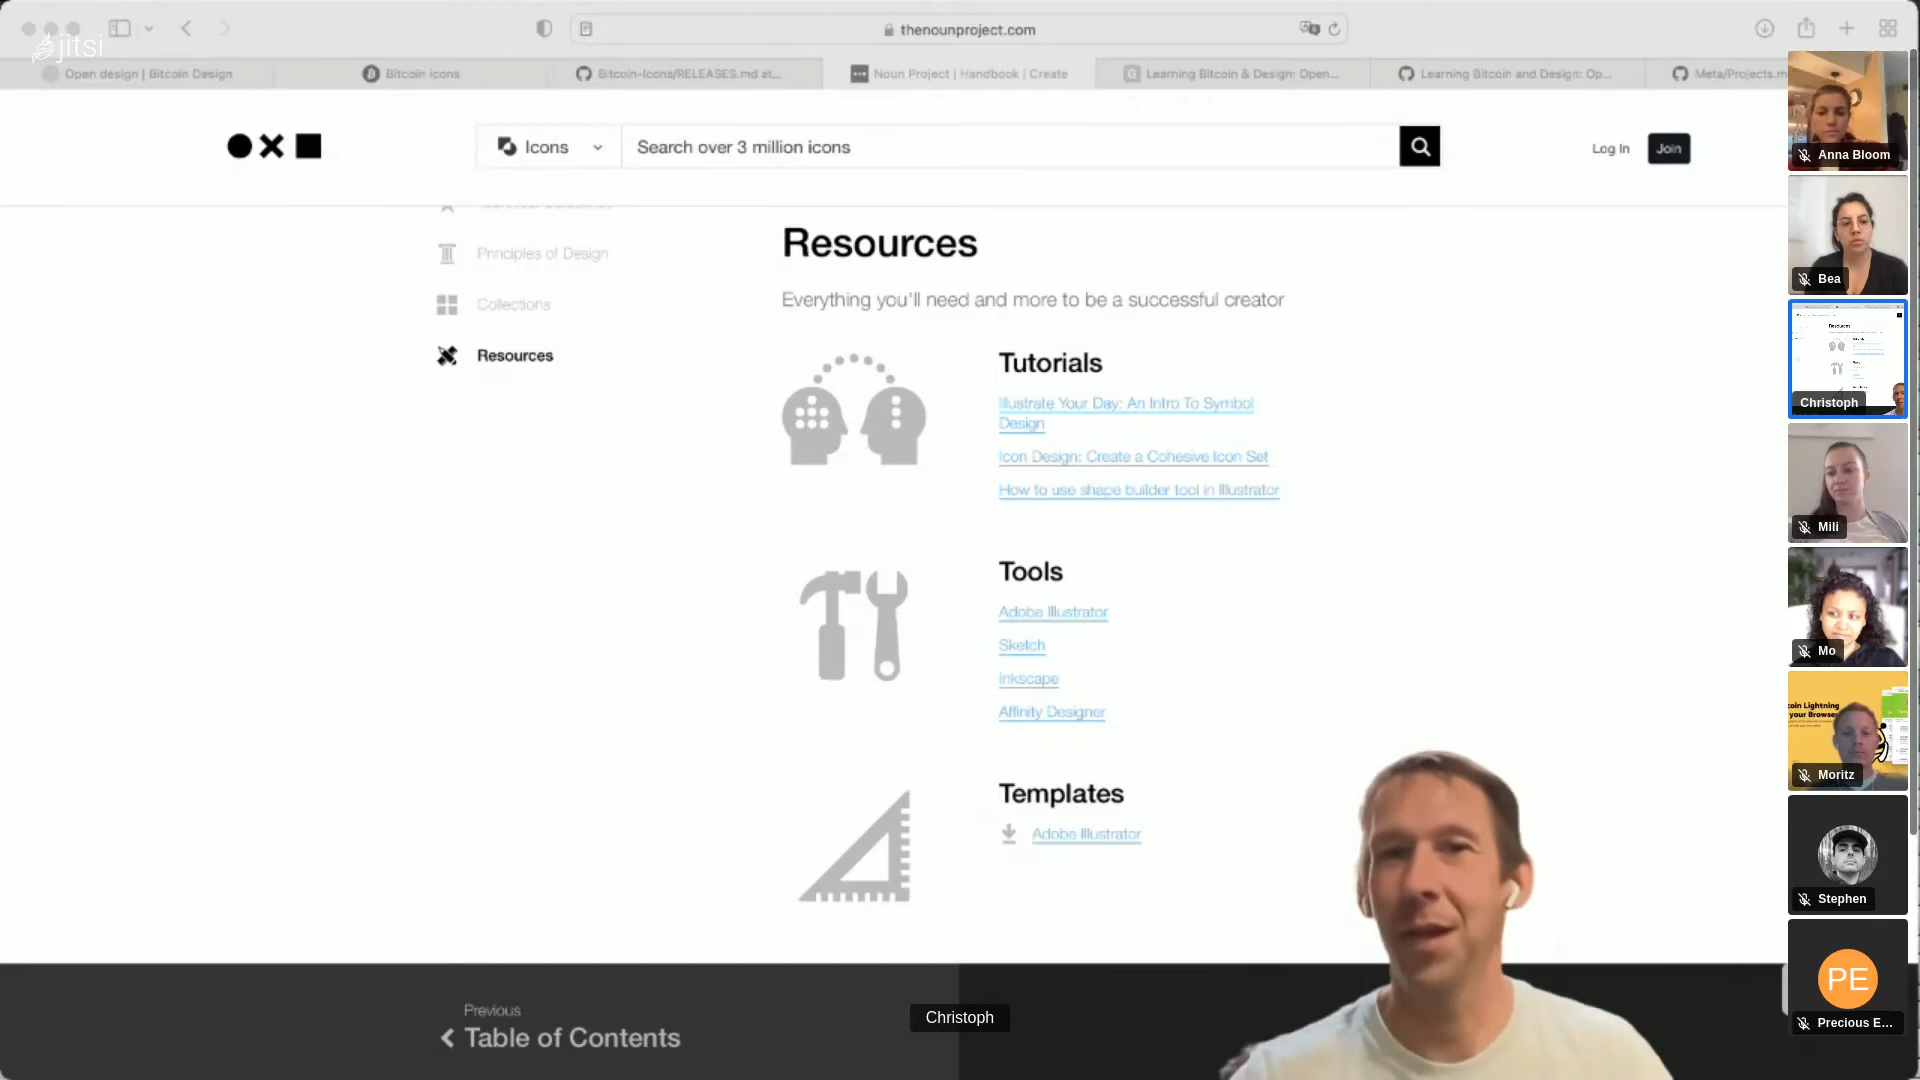 jitsi
thenounproject.com
Open design | Bitcoin Design
Bitcoin icons
Bitcoin-Icons/RELEASES.md at...
Noun Project | Handbook | Create
Learning Bitcoin & Design: Open...
Learning Bitcoin and Design: Op...
Meta/Projects.m
Icons
Search over 3 million icons
Log In
Join
Principles of Design
Collections
Resources
Resources
Everything you'll need and more to be a successful creator
Tutorials
Illustrate Your Day: An Intro To Symbol
Design
Icon Design: Create a Cohesive Icon Set
How to use shape builder tool in Illustrator
Tools
Adobe Illustrator
Sketch
Inkscape
Affinity Designer
Templates
Adobe Illustrator
Previous
Table of Contents
Christoph
Anna Bloom
Bea
Christoph
Mili
Mo
coin Lightning
your Browser
Moritz
Stephen
PE
Precious E...